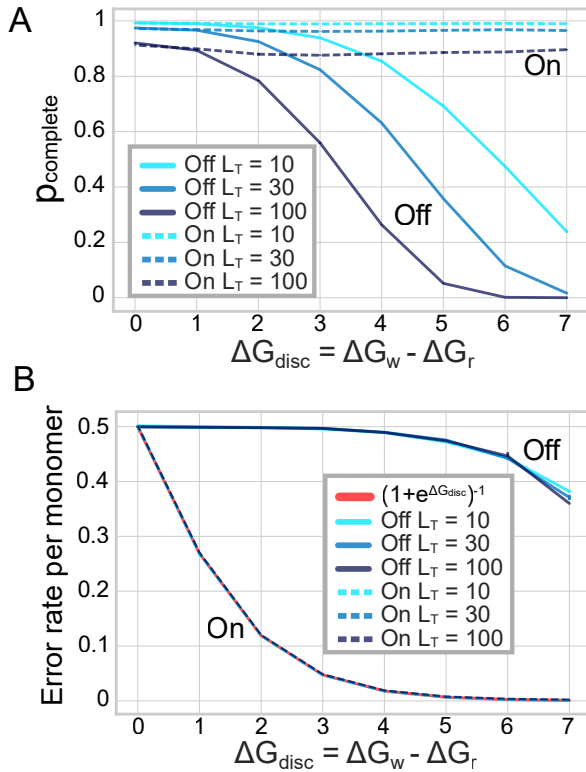 A
1
0.8
0.6
0.4
0.2
0
p_complete
On
Off
Off L_T = 10
Off L_T = 30
Off L_T = 100
On L_T = 10
On L_T = 30
On L_T = 100
0 1 2 3 4 5 6 7
ΔG_disc = ΔG_w - ΔG_r
B
0.5
0.4
0.3
0.2
0.1
0
Error rate per monomer
Off
On
(1+e^ΔG_disc)^-1
Off L_T = 10
Off L_T = 30
Off L_T = 100
On L_T = 10
On L_T = 30
On L_T = 100
0 1 2 3 4 5 6 7
ΔG_disc = ΔG_w - ΔG_r